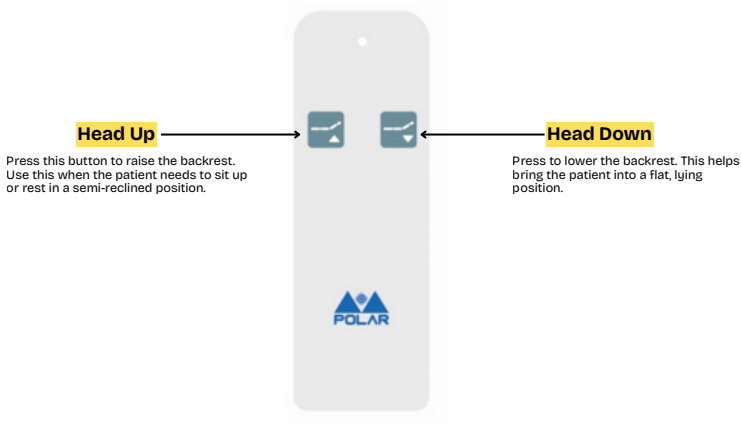 Head Up
Head Down
Press this button to raise the backrest.
Use this when the patient needs to sit up
or rest in a semi-reclined position.
Press to lower the backrest. This helps
bring the patient into a flat, lying
position.
POLAR